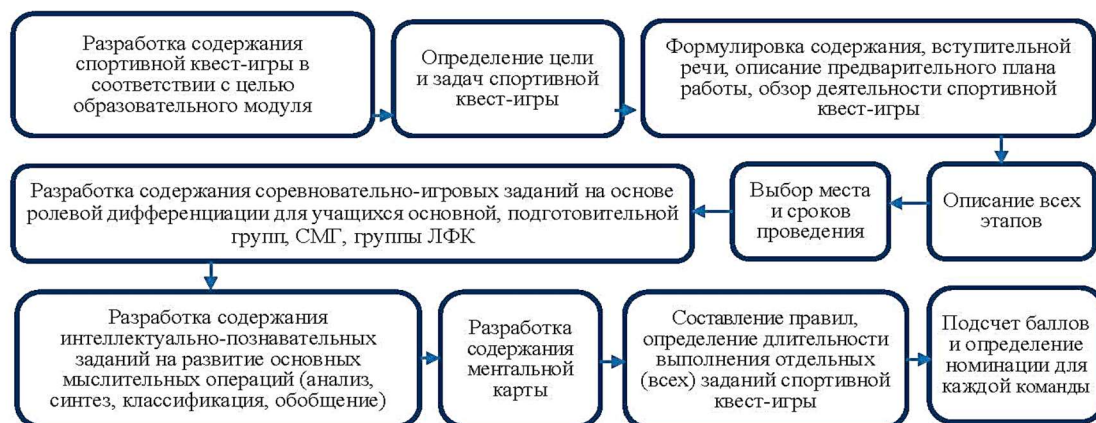 Разработка содержания
спортивной квест-игры в
соответствии с целью
образовательного модуля
Определение цели
и задач спортивной
квест-игры
Формулировка содержания, вступительной
речи, описание предварительного плана
работы, обзор деятельности спортивной
квест-игры
Описание всех
этапов
Выбор места
и сроков
проведения
Разработка содержания соревновательно-игровых заданий на основе
ролевой дифференциации для учащихся основной, подготовительной
групп, СМГ, группы ЛФК
Разработка содержания
интеллектуально-познавательных
заданий на развитие основных
мыслительных операций (анализ,
синтез, классификация, обобщение)
Разработка
содержания
ментальной
карты
Составление правил,
определение длительности
выполнения отдельных
(всех) заданий спортивной
квест-игры
Подсчет баллов
и определение
номинации для
каждой команды